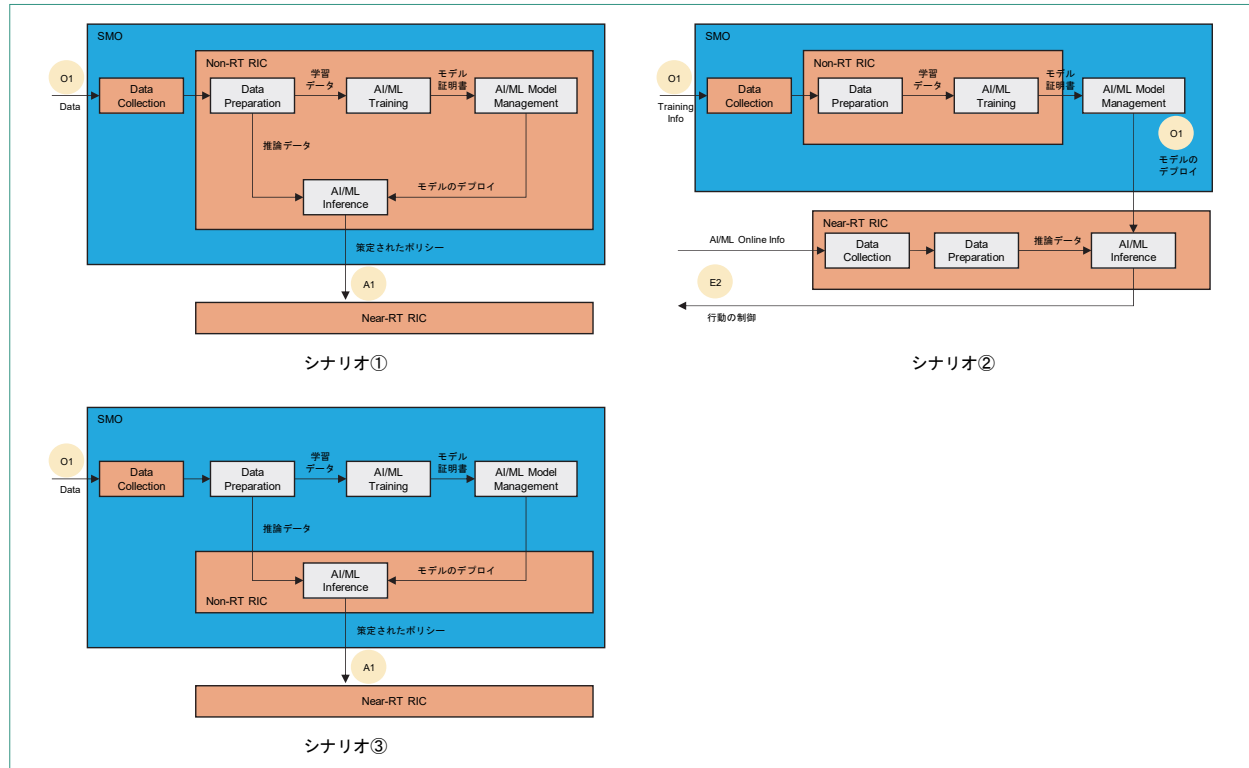 SMO
Non-RT RIC
O1
Data
Data
Collection
Data
Preparation
学習
データ
AI/ML
Training
モデル
証明書
AI/ML Model
Management
推論データ
モデルのデプロイ
AI/ML
Inference
策定されたポリシー
A1
Near-RT RIC
シナリオ①
SMO
Non-RT RIC
O1
Training
Info
Data
Collection
Data
Preparation
学習
データ
AI/ML
Training
モデル
証明書
AI/ML Model
Management
O1
モデルの
デプロイ
Near-RT RIC
AI/ML Online Info
Data
Collection
Data
Preparation
推論データ
AI/ML
Inference
E2
行動の制御
シナリオ②
SMO
O1
Data
Data
Collection
Data
Preparation
学習
データ
AI/ML
Training
モデル
証明書
AI/ML Model
Management
推論データ
モデルのデプロイ
AI/ML
Inference
Non-RT RIC
策定されたポリシー
A1
Near-RT RIC
シナリオ③